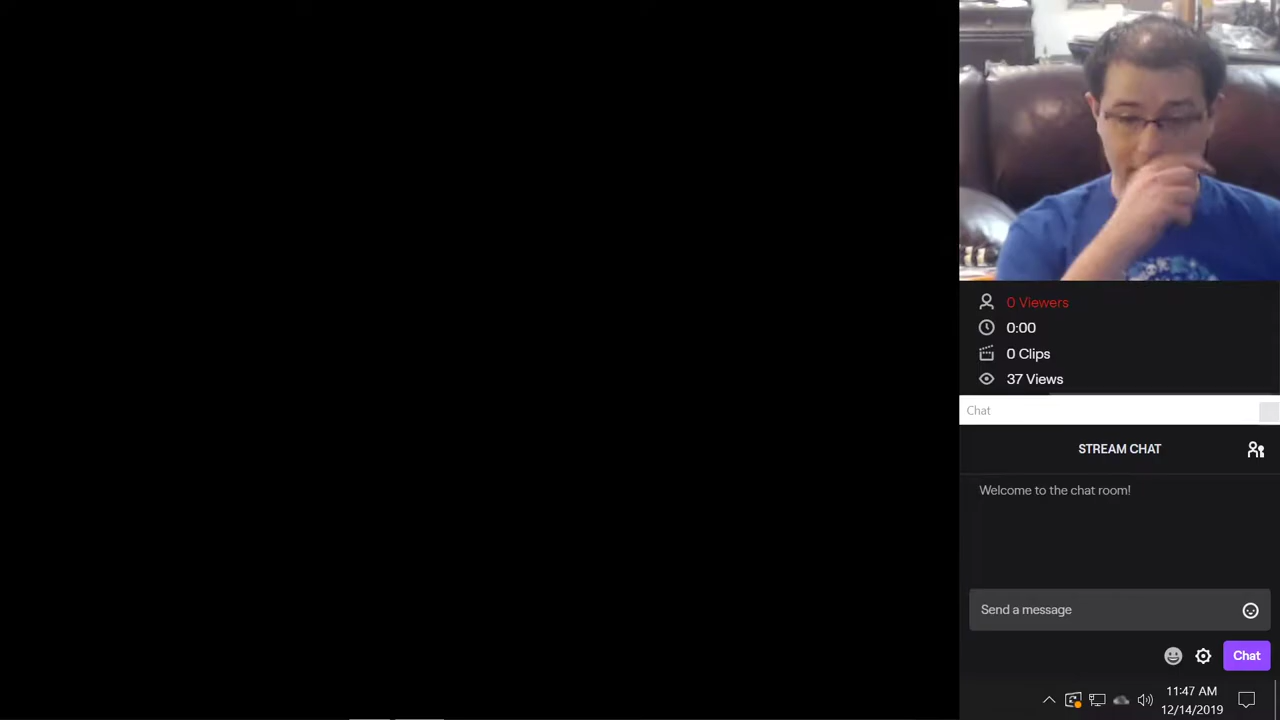 0 Viewers
0:00
0 Clips
37 Views
Chat
STREAM CHAT
Welcome to the chat room!
Send a message
Chat
11:47 AM
12/14/2019